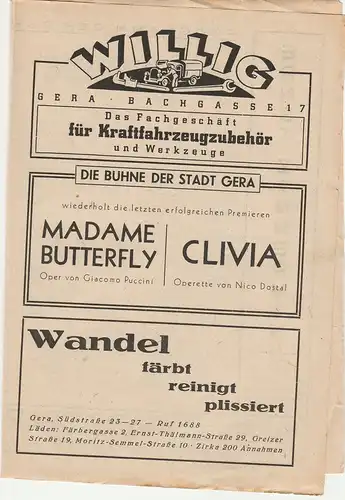 WILLIG
GERA · BACHGASSE 17
Das Fachgeschäft
für Kraftfahrzeugzubehör
und Werkzeuge
DIE BUHNE DER STADT GERA
wiederholt die letzten erfolgreichen Premieren
MADAME
BUTTERFLY
Oper von Giacomo Puccini
CLIVIA
Operette von Nico Dostal
Wandel
färbt
reinigt
plissiert
Gera, Südstraße 23–27 – Ruf 1688
Läden: Färbergasse 2, Ernst-Thälmann-Straße 29, Greizer
Straße 19, Moritz-Semmel-Straße 10 · Zirka 200 Annahmen